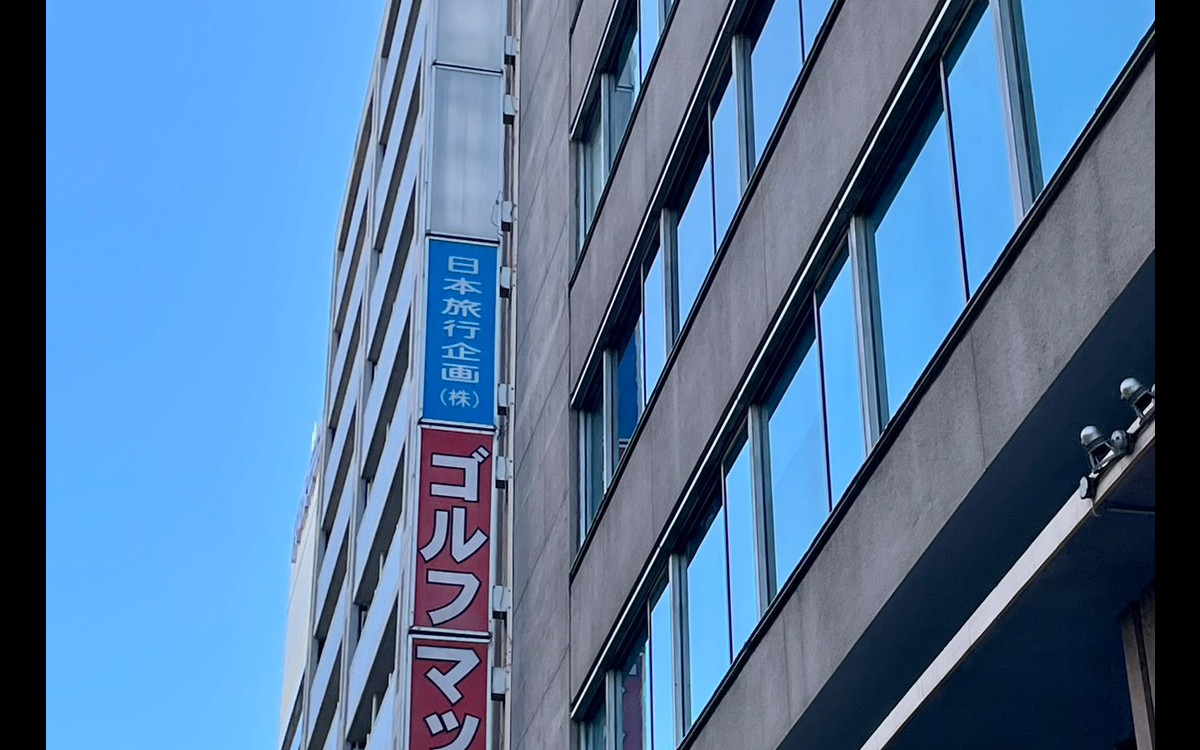 日本旅行企画
(株)
ゴルフ
マッ